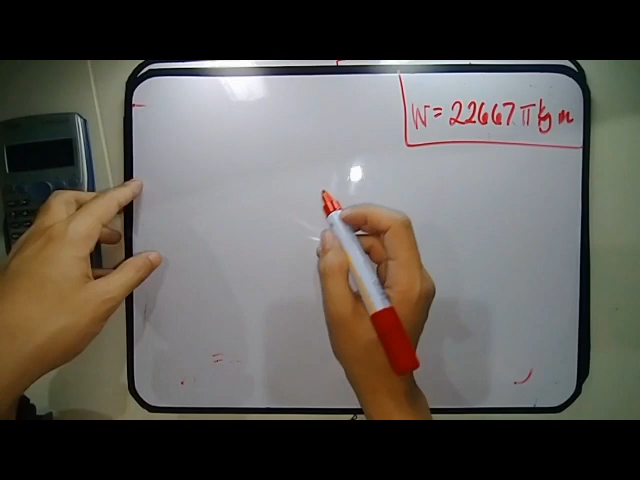 W = 22667 π kg m
=